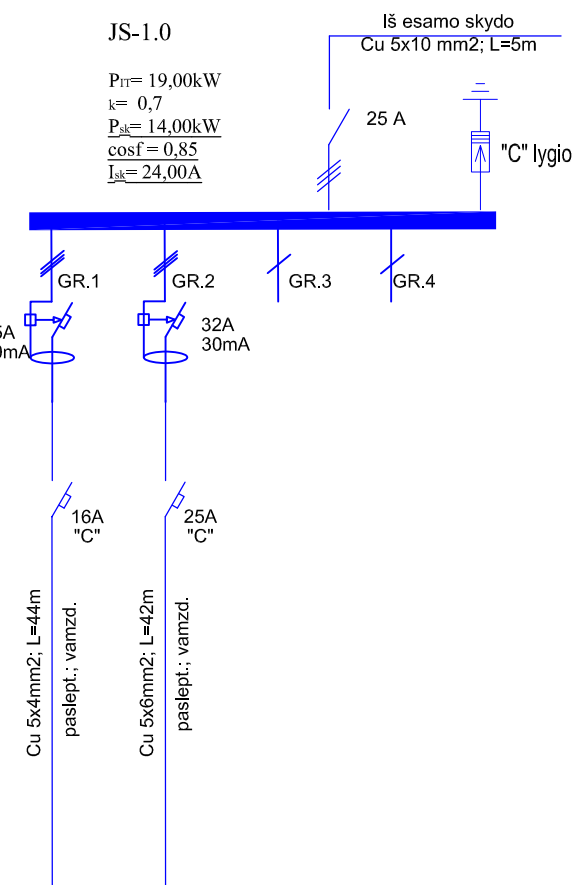 JS-1.0
PIT= 19,00kW
k= 0,7
Psk= 14,00kW
cosf = 0,85
Isk= 24,00A
Iš esamo skydo
Cu 5x10 mm2; L=5m
25 A
"C" lygio
GR.1
GR.2
GR.3
GR.4
32A
30mA
16A
"C"
25A
"C"
Cu 5x4mm2; L=44m
paslept.; vamzd.
Cu 5x6mm2; L=42m
paslept.; vamzd.